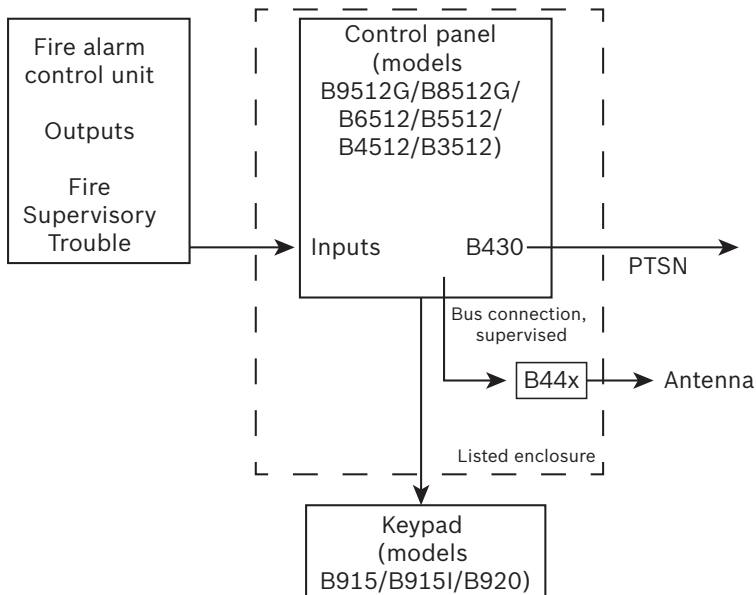 Fire alarm
control unit
Outputs
Fire
Supervisory
Trouble
Control panel
(models
B9512G/B8512G/
B6512/B5512/
B4512/B3512)
Inputs
B430
PTSN
Bus connection,
supervised
B44x
Antenna
Listed enclosure
Keypad
(models
B915/B915I/B920)